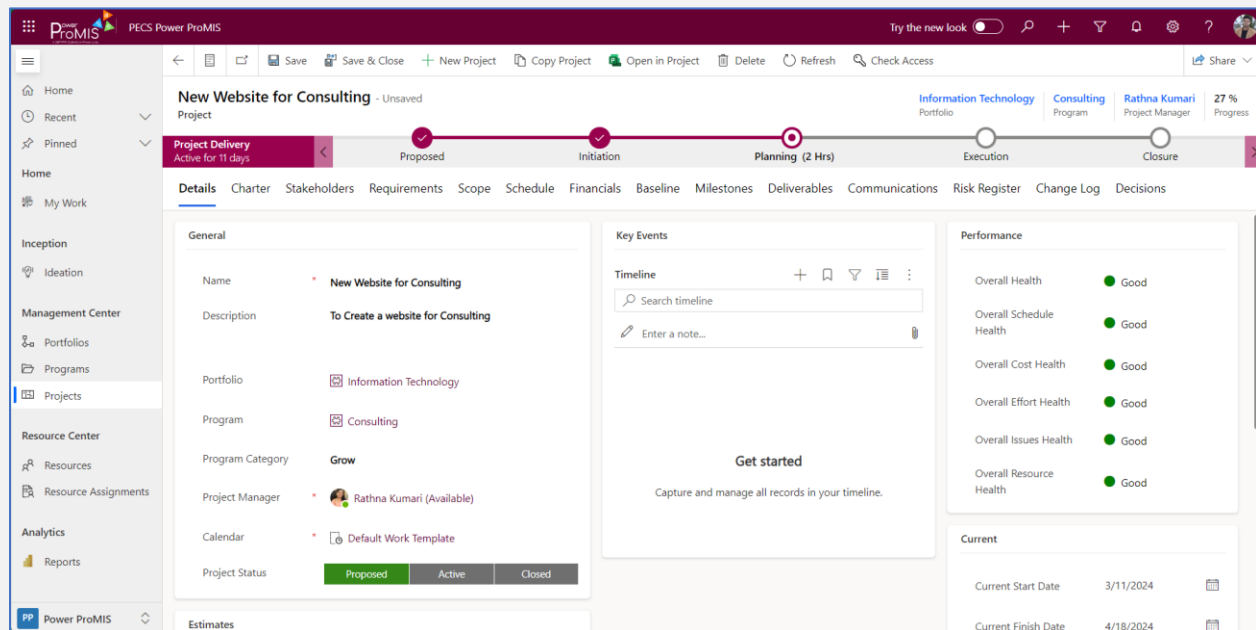 Power ProMIS
PECS Power ProMIS
Try the new look
Save
Save & Close
New Project
Copy Project
Open in Project
Delete
Refresh
Check Access
Share
Home
Recent
Pinned
Home
My Work
Inception
Ideation
Management Center
Portfolios
Programs
Projects
Resource Center
Resources
Resource Assignments
Analytics
Reports
PP Power ProMIS
New Website for Consulting - Unsaved
Project
Information Technology
Portfolio
Consulting
Program
Rathna Kumari
Project Manager
27 %
Progress
Project Delivery
Active for 11 days
Proposed
Initiation
Planning (2 Hrs)
Execution
Closure
Details
Charter
Stakeholders
Requirements
Scope
Schedule
Financials
Baseline
Milestones
Deliverables
Communications
Risk Register
Change Log
Decisions
General
Name * New Website for Consulting
Description To Create a website for Consulting
Portfolio Information Technology
Program Consulting
Program Category Grow
Project Manager * Rathna Kumari (Available)
Calendar * Default Work Template
Project Status Proposed Active Closed
Estimates
Key Events
Timeline
Search timeline
Enter a note...
Get started
Capture and manage all records in your timeline.
Performance
Overall Health Good
Overall Schedule
Health Good
Overall Cost Health Good
Overall Effort Health Good
Overall Issues Health Good
Overall Resource
Health Good
Current
Current Start Date 3/11/2024
Current Finish Date 4/18/2024